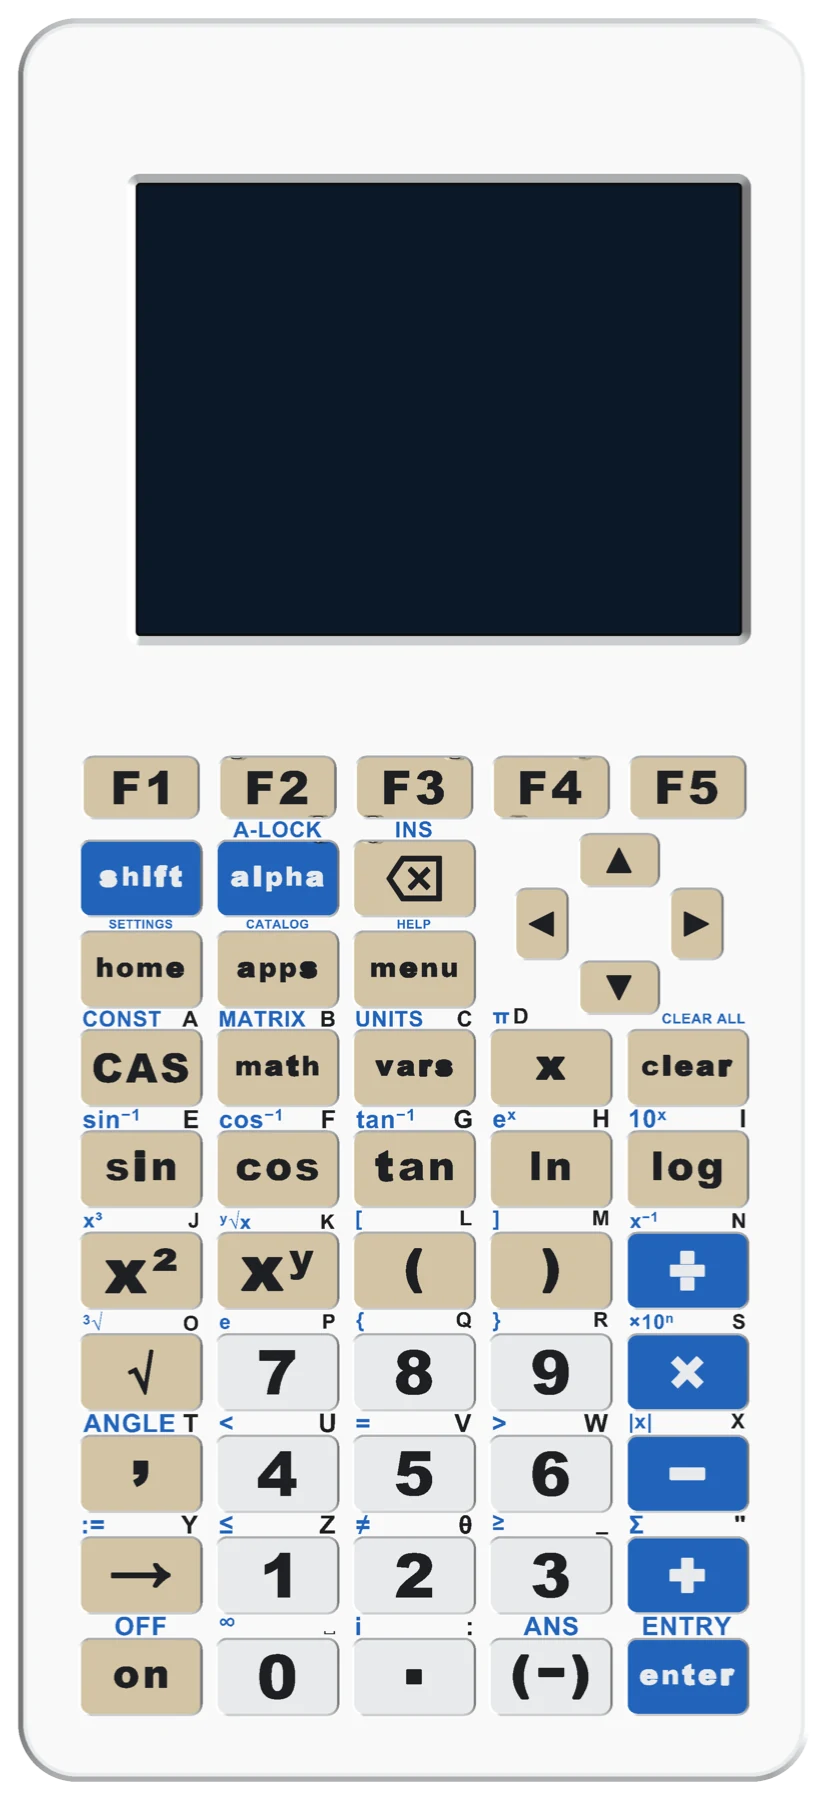 F1 F2 F3 F4 F5
A-LOCK INS
shift alpha ⌫ ▲
◀ ▶
SETTINGS CATALOG HELP
home apps menu ▼
CONST A MATRIX B UNITS C π D CLEAR ALL
CAS math vars x clear
sin⁻¹ E cos⁻¹ F tan⁻¹ G eˣ H 10ˣ I
sin cos tan ln log
x³ J ʸ√x K [ L ] M x⁻¹ N
x² xʸ ( ) ÷
³√ O e P { Q } R ×10ⁿ S
√ 7 8 9 ×
ANGLE T < U = V > W |x| X
, 4 5 6 −
:= Y ≤ Z ≠ θ ≥ _ Σ "
→ 1 2 3 +
OFF ∞ ⎵ i : ANS ENTRY
on 0 . (-) enter